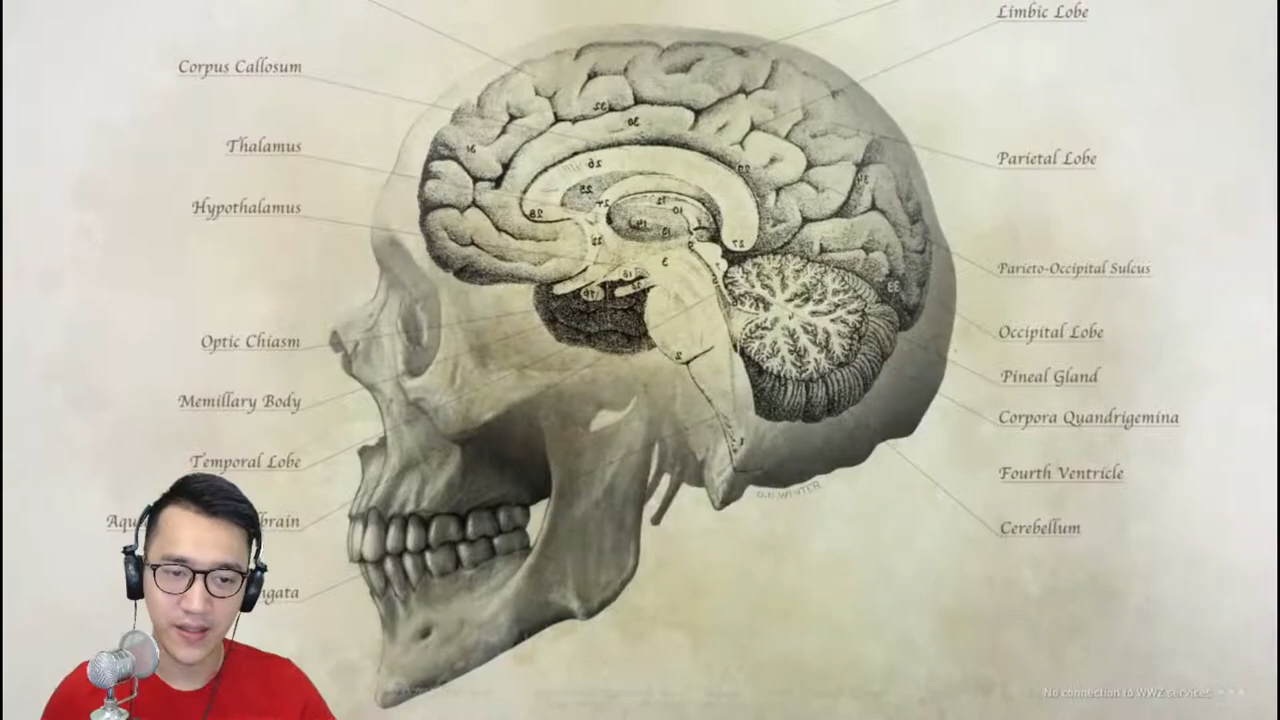 Limbic Lobe
Corpus Callosum
Thalamus
Parietal Lobe
Hypothalamus
Parieto-Occipital Sulcus
Occipital Lobe
Optic Chiasm
Pineal Gland
Memillary Body
Corpora Quandrigemina
Temporal Lobe
Fourth Ventricle
Cerebellum
No connection to WWZ services